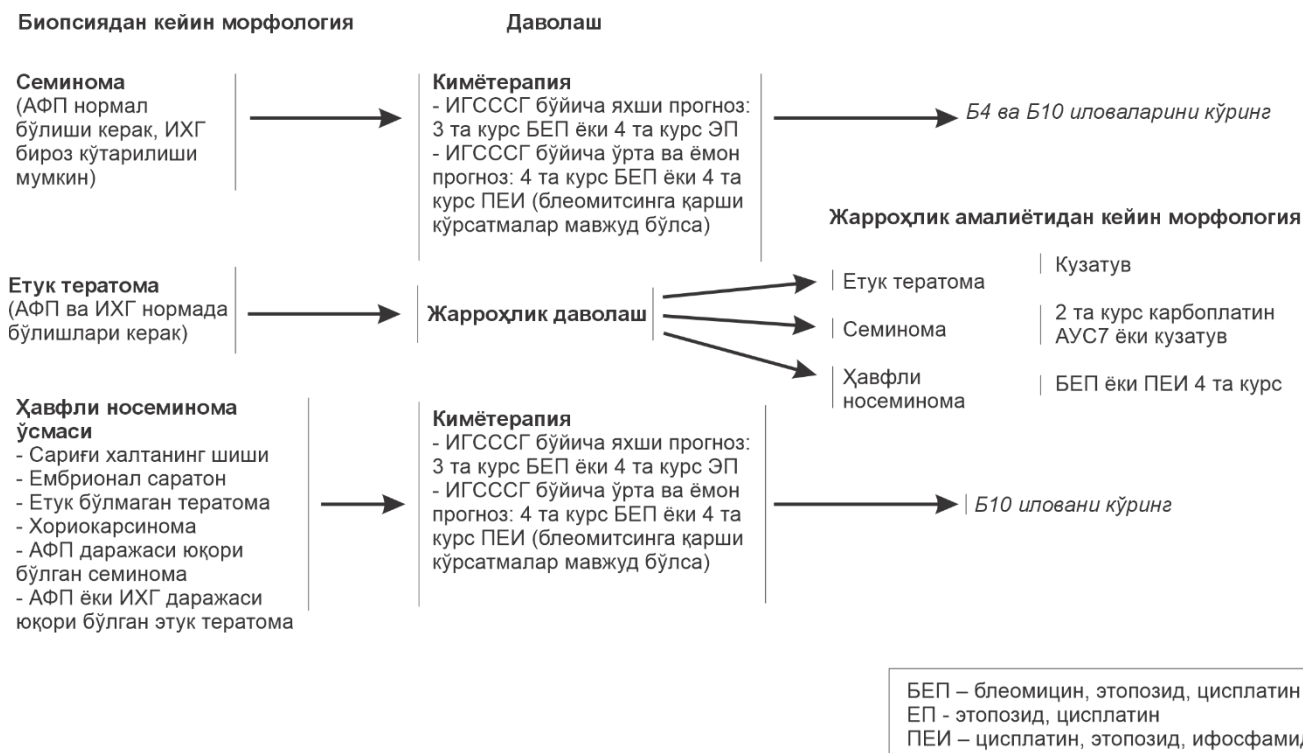 Биопсиядан кейин морфология
Даволаш
Семинома
(АФП нормал
бўлиши керак, ИХГ
бироз кўтарилиши
мумкин)
Кимётерапия
- ИГСССГ бўйича яхши прогноз:
3 та курс БЕП ёки 4 та курс ЭП
- ИГСССГ бўйича ўрта ва ёмон
прогноз: 4 та курс БЕП ёки 4 та
курс ПЕИ (блеомитсинга қарши
кўрсатмалар мавжуд бўлса)
Б4 ва Б10 иловаларини кўринг
Жарроҳлик амалиётидан кейин морфология
Етук тератома
(АФП ва ИХГ нормада
бўлишлари керак)
Жарроҳлик даволаш
Етук тератома
Кузатув
Семинома
2 та курс карбоплатин
АУС7 ёки кузатув
Ҳавфли
носеминома
БЕП ёки ПЕИ 4 та курс
Ҳавфли носеминома
ўсмаси
- Сариғи халтанинг шиши
- Ембрионал саратон
- Етук бўлмаган тератома
- Хориокарсинома
- АФП даражаси юқори
бўлган семинома
- АФП ёки ИХГ даражаси
юқори бўлган этук тератома
Кимётерапия
- ИГСССГ бўйича яхши прогноз:
3 та курс БЕП ёки 4 та курс ЭП
- ИГСССГ бўйича ўрта ва ёмон
прогноз: 4 та курс БЕП ёки 4 та
курс ПЕИ (блеомитсинга қарши
кўрсатмалар мавжуд бўлса)
Б10 иловани кўринг
БЕП – блеомицин, этопозид, цисплатин
ЕП - этопозид, цисплатин
ПЕИ – цисплатин, этопозид, ифосфамид